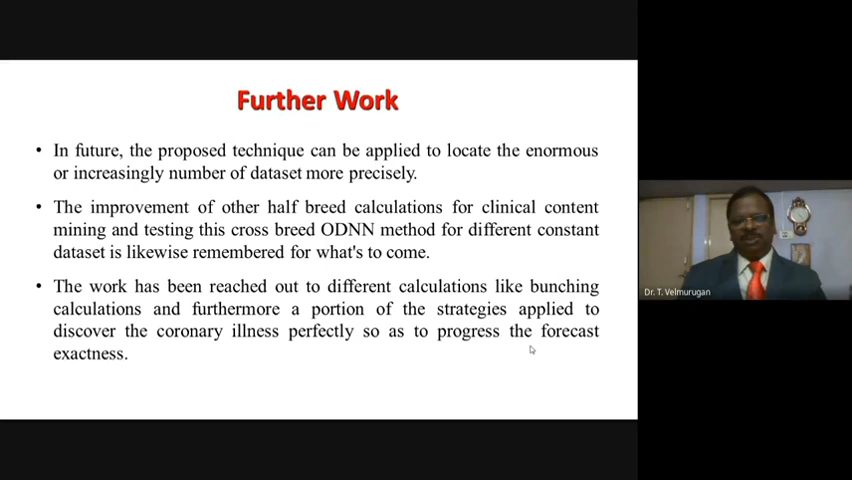 Further Work
• In future, the proposed technique can be applied to locate the enormous
or increasingly number of dataset more precisely.
• The improvement of other half breed calculations for clinical content
mining and testing this cross breed ODNN method for different constant
dataset is likewise remembered for what's to come.
• The work has been reached out to different calculations like bunching
calculations and furthermore a portion of the strategies applied to
discover the coronary illness perfectly so as to progress the forecast
exactness.
Dr. T. Velmurugan